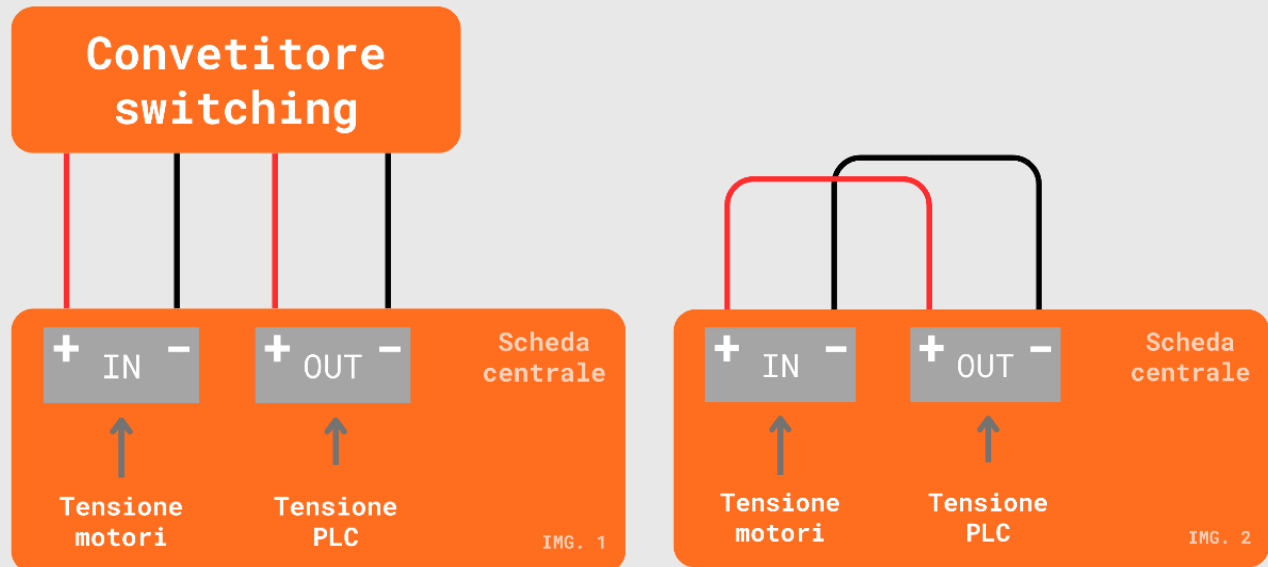 Convetitore
switching
+ IN -
+ OUT -
Scheda
centrale
Tensione
motori
Tensione
PLC
IMG. 1
+ IN -
+ OUT -
Scheda
centrale
Tensione
motori
Tensione
PLC
IMG. 2